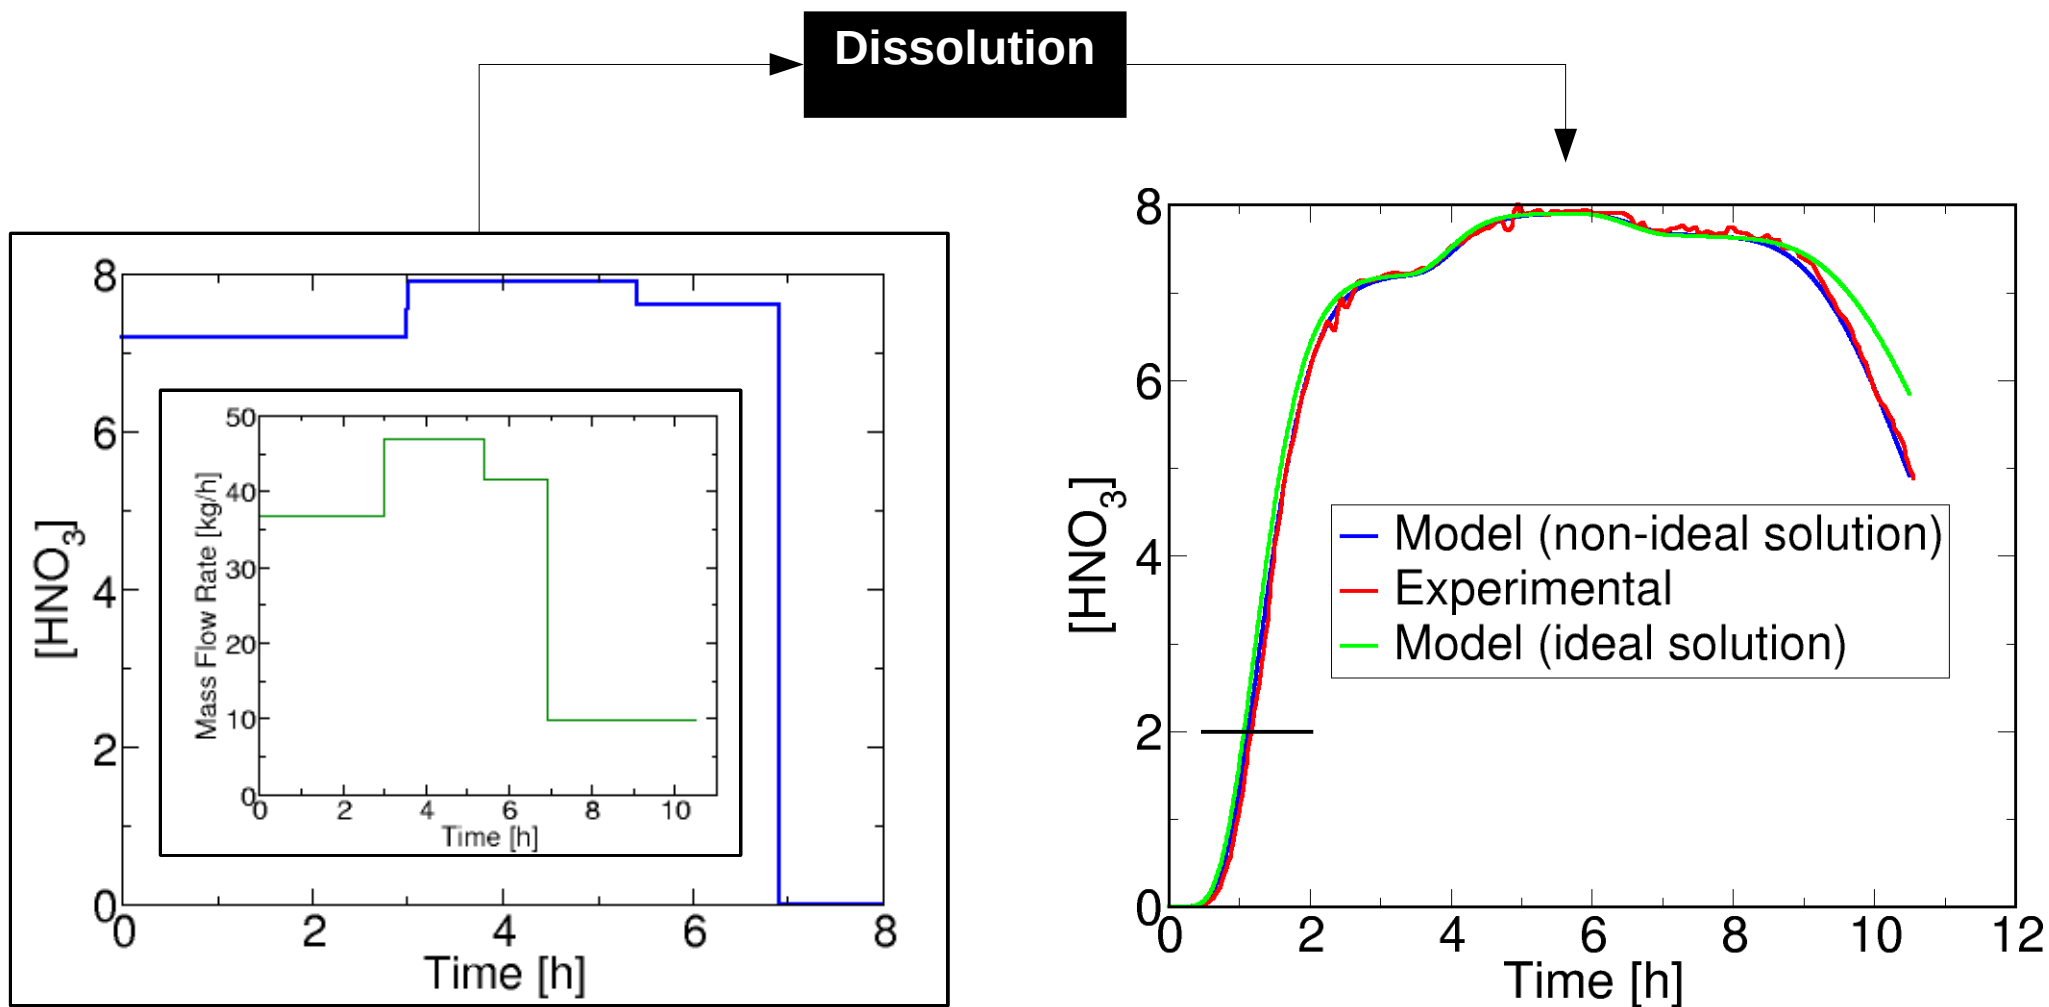 Dissolution
8
6
4
2
0
[HNO3]
0 2 4 6 8
Time [h]
50
40
30
20
10
0
Mass Flow Rate [kg/h]
0 2 4 6 8 10
Time [h]
8
6
4
2
0
[HNO3]
Model (non-ideal solution)
Experimental
Model (ideal solution)
0 2 4 6 8 10 12
Time [h]